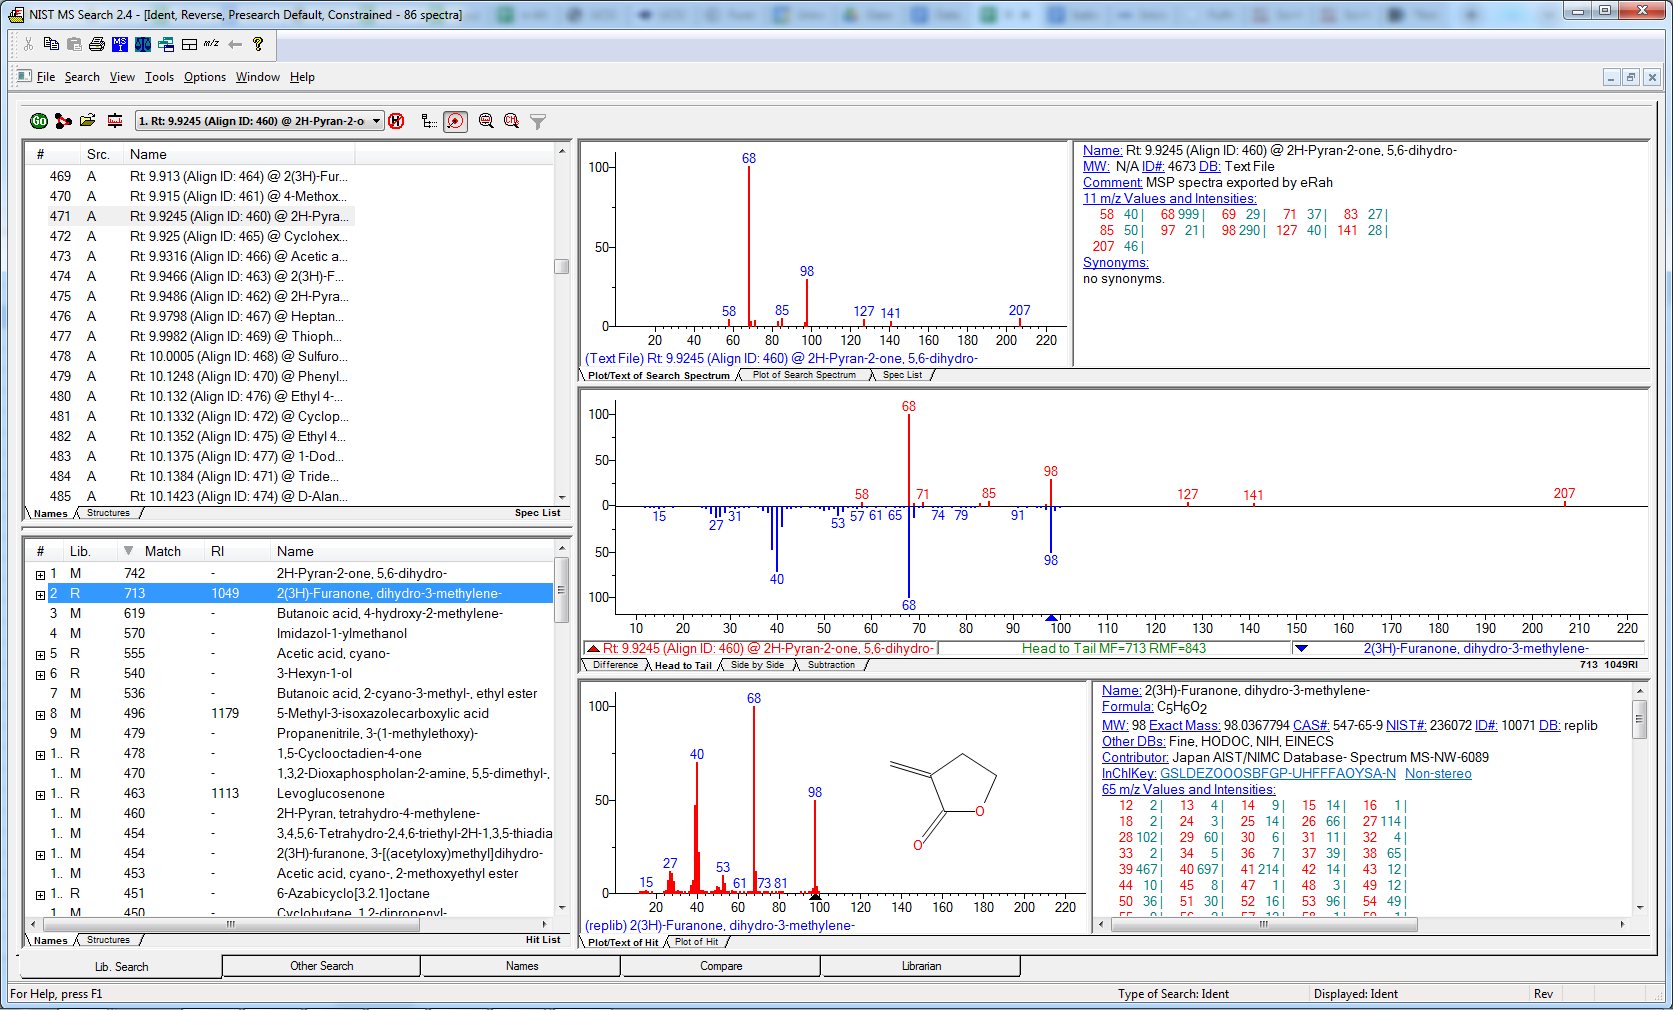 NIST MS Search 2.4 - [Ident, Reverse, Presearch Default, Constrained - 86 spectra]
File Search View Tools Options Window Help
1. Rt: 9.9245 (Align ID: 460) @ 2H-Pyran-2-o
# Src. Name
469 A Rt: 9.913 (Align ID: 464) @ 2(3H)-Fur...
470 A Rt: 9.915 (Align ID: 461) @ 4-Methox...
471 A Rt: 9.9245 (Align ID: 460) @ 2H-Pyra...
472 A Rt: 9.925 (Align ID: 465) @ Cyclohex...
473 A Rt: 9.9316 (Align ID: 466) @ Acetic a...
474 A Rt: 9.9466 (Align ID: 463) @ 2(3H)-F...
475 A Rt: 9.9486 (Align ID: 462) @ 2H-Pyra...
476 A Rt: 9.9798 (Align ID: 467) @ Heptan...
477 A Rt: 9.9982 (Align ID: 469) @ Thioph...
478 A Rt: 10.0005 (Align ID: 468) @ Sulfuro...
479 A Rt: 10.1248 (Align ID: 470) @ Phenyl...
480 A Rt: 10.132 (Align ID: 476) @ Ethyl 4-...
481 A Rt: 10.1332 (Align ID: 472) @ Cyclop...
482 A Rt: 10.1352 (Align ID: 475) @ Ethyl 4...
483 A Rt: 10.1375 (Align ID: 477) @ 1-Dod...
484 A Rt: 10.1384 (Align ID: 471) @ Tride...
485 A Rt: 10.1423 (Align ID: 474) @ D-Alan...
Names Structures Spec List
# Lib. Match RI Name
1 M 742 - 2H-Pyran-2-one, 5,6-dihydro-
2 R 713 1049 2(3H)-Furanone, dihydro-3-methylene-
3 M 619 - Butanoic acid, 4-hydroxy-2-methylene-
4 M 570 - Imidazol-1-ylmethanol
5 R 555 - Acetic acid, cyano-
6 R 540 - 3-Hexyn-1-ol
7 M 536 - Butanoic acid, 2-cyano-3-methyl-, ethyl ester
8 M 496 1179 5-Methyl-3-isoxazolecarboxylic acid
9 M 479 - Propanenitrile, 3-(1-methylethoxy)-
1.. R 478 - 1,5-Cyclooctadien-4-one
1.. M 470 - 1,3,2-Dioxaphospholan-2-amine, 5,5-dimethyl-,
1.. R 463 1113 Levoglucosenone
1.. M 460 - 2H-Pyran, tetrahydro-4-methylene-
1.. M 454 - 3,4,5,6-Tetrahydro-2,4,6-triethyl-2H-1,3,5-thiadia
1.. M 454 - 2(3H)-furanone, 3-[(acetyloxy)methyl]dihydro-
1.. M 453 - Acetic acid, cyano-, 2-methoxyethyl ester
1.. R 451 - 6-Azabicyclo[3.2.1]octane
1.. M 450 - Cyclobutane, 1,2-dipropenyl-
Names Structures Hit List
100
68
50
98
58 85 127 141 207
0
20 40 60 80 100 120 140 160 180 200 220
(Text File) Rt: 9.9245 (Align ID: 460) @ 2H-Pyran-2-one, 5,6-dihydro-
Plot/Text of Search Spectrum Plot of Search Spectrum Spec List
Name: Rt: 9.9245 (Align ID: 460) @ 2H-Pyran-2-one, 5,6-dihydro-
MW: N/A ID#: 4673 DB: Text File
Comment: MSP spectra exported by eRah
11 m/z Values and Intensities:
58 40| 68 999| 69 29| 71 37| 83 27|
85 50| 97 21| 98 290| 127 40| 141 28|
207 46|
Synonyms:
no synonyms.
100 68
50 98
58 71 85 127 141 207
0
15 27 31 53 57 61 65 74 79 91
50 40 98
100 68
10 20 30 40 50 60 70 80 90 100 110 120 130 140 150 160 170 180 190 200 210 220
Rt: 9.9245 (Align ID: 460) @ 2H-Pyran-2-one, 5,6-dihydro- Head to Tail MF=713 RMF=843 2(3H)-Furanone, dihydro-3-methylene-
Difference Head to Tail Side by Side Subtraction 713 1049RI
100 68
40
50 98
27 53
15 61 73 81
0
20 40 60 80 100 120 140 160 180 200 220
O
O
(replib) 2(3H)-Furanone, dihydro-3-methylene-
Plot/Text of Hit Plot of Hit
Name: 2(3H)-Furanone, dihydro-3-methylene-
Formula: C5H6O2
MW: 98 Exact Mass: 98.0367794 CAS#: 547-65-9 NIST#: 236072 ID#: 10071 DB: replib
Other DBs: Fine, HODOC, NIH, EINECS
Contributor: Japan AIST/NIMC Database- Spectrum MS-NW-6089
InChIKey: GSLDEZOOOSBFGP-UHFFFAOYSA-N Non-stereo
65 m/z Values and Intensities:
12 2| 13 4| 14 9| 15 14| 16 1|
18 2| 24 3| 25 14| 26 66| 27 114|
28 102| 29 60| 30 6| 31 11| 32 4|
33 2| 34 5| 36 7| 37 39| 38 65|
39 467| 40 697| 41 214| 42 14| 43 12|
44 10| 45 8| 47 1| 48 3| 49 12|
50 36| 51 30| 52 16| 53 96| 54 49|
Lib. Search Other Search Names Compare Librarian
For Help, press F1 Type of Search: Ident Displayed: Ident Rev